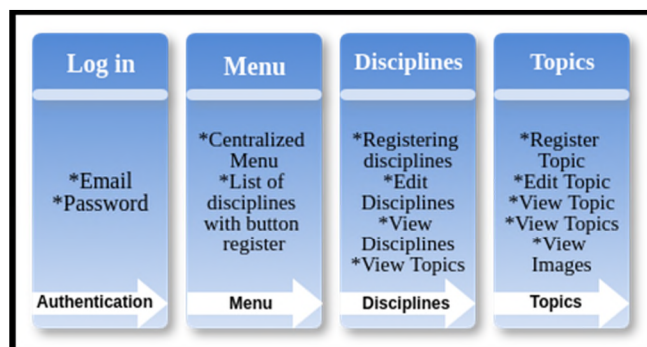 Log in
*Email
*Password
Authentication
Menu
*Centralized
Menu
*List of
disciplines
with button
register
Menu
Disciplines
*Registering
disciplines
*Edit
Disciplines
*View
Disciplines
*View Topics
Disciplines
Topics
*Register
Topic
*Edit Topic
*View Topic
*View Topics
*View
Images
Topics